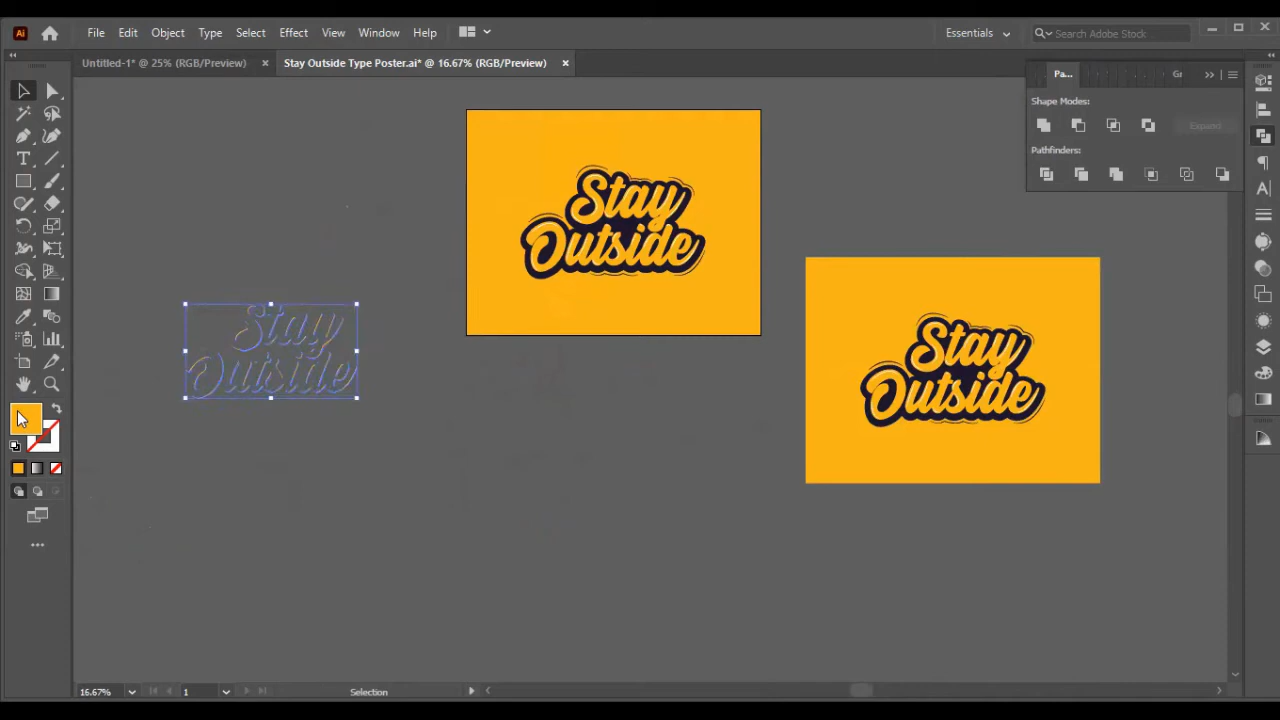 Ai
File Edit Object Type Select Effect View Window Help
Essentials
Search Adobe Stock
Untitled-1* @ 25% (RGB/Preview)
Stay Outside Type Poster.ai* @ 16.67% (RGB/Preview)
Pa...
Gr
Shape Modes:
Expand
Pathfinders:
Stay
Outside
Stay
Outside
Stay
Outside
16.67%
1
Selection